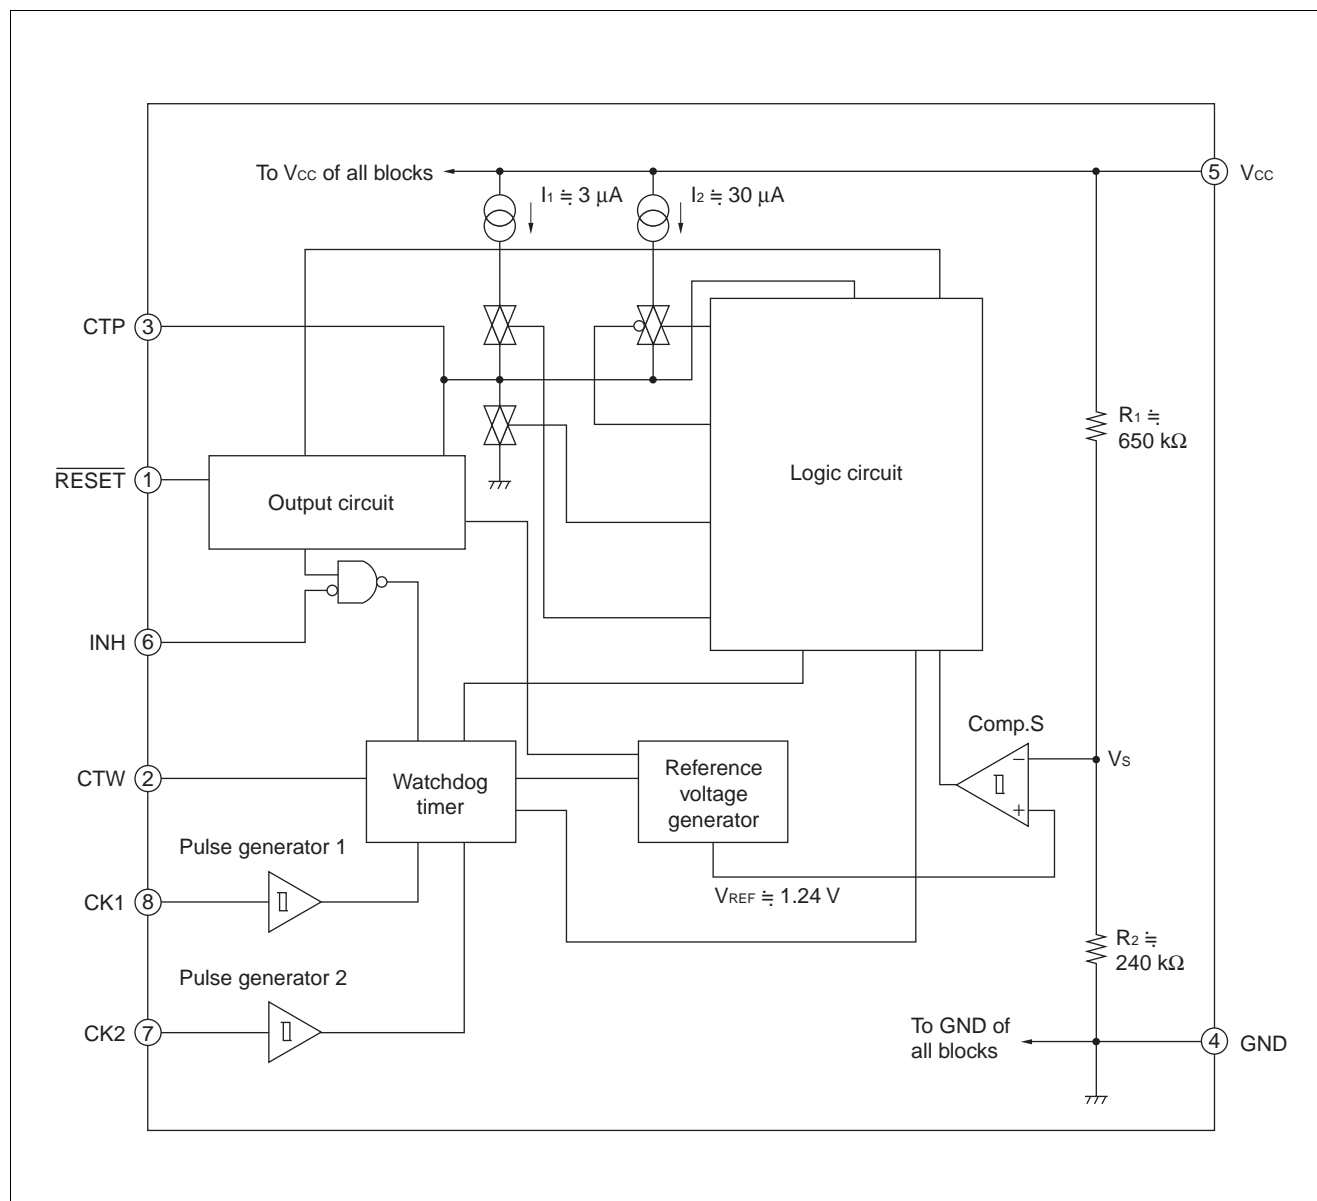 To VCC of all blocks
I1 ≒ 3 μA
I2 ≒ 30 μA
5
VCC
CTP
3
R1 ≒
650 kΩ
RESET
1
Output circuit
Logic circuit
INH
6
Comp.S
CTW
2
Watchdog
timer
Reference
voltage
generator
−
+
VS
Pulse generator 1
CK1
8
VREF ≒ 1.24 V
R2 ≒
240 kΩ
Pulse generator 2
CK2
7
To GND of
all blocks
4
GND